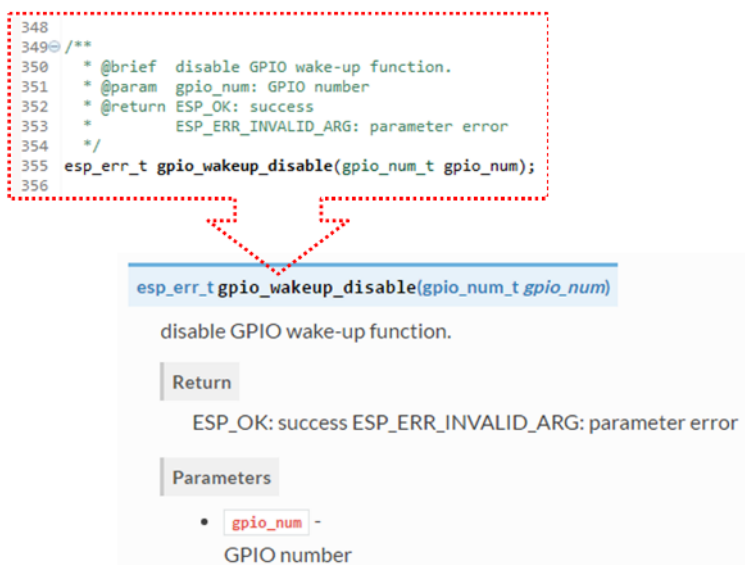 348
349 /**
350 * @brief disable GPIO wake-up function.
351 * @param gpio_num: GPIO number
352 * @return ESP_OK: success
353 * ESP_ERR_INVALID_ARG: parameter error
354 */
355 esp_err_t gpio_wakeup_disable(gpio_num_t gpio_num);
356
esp_err_t gpio_wakeup_disable(gpio_num_t gpio_num)
disable GPIO wake-up function.
Return
ESP_OK: success ESP_ERR_INVALID_ARG: parameter error
Parameters
• gpio_num -
GPIO number